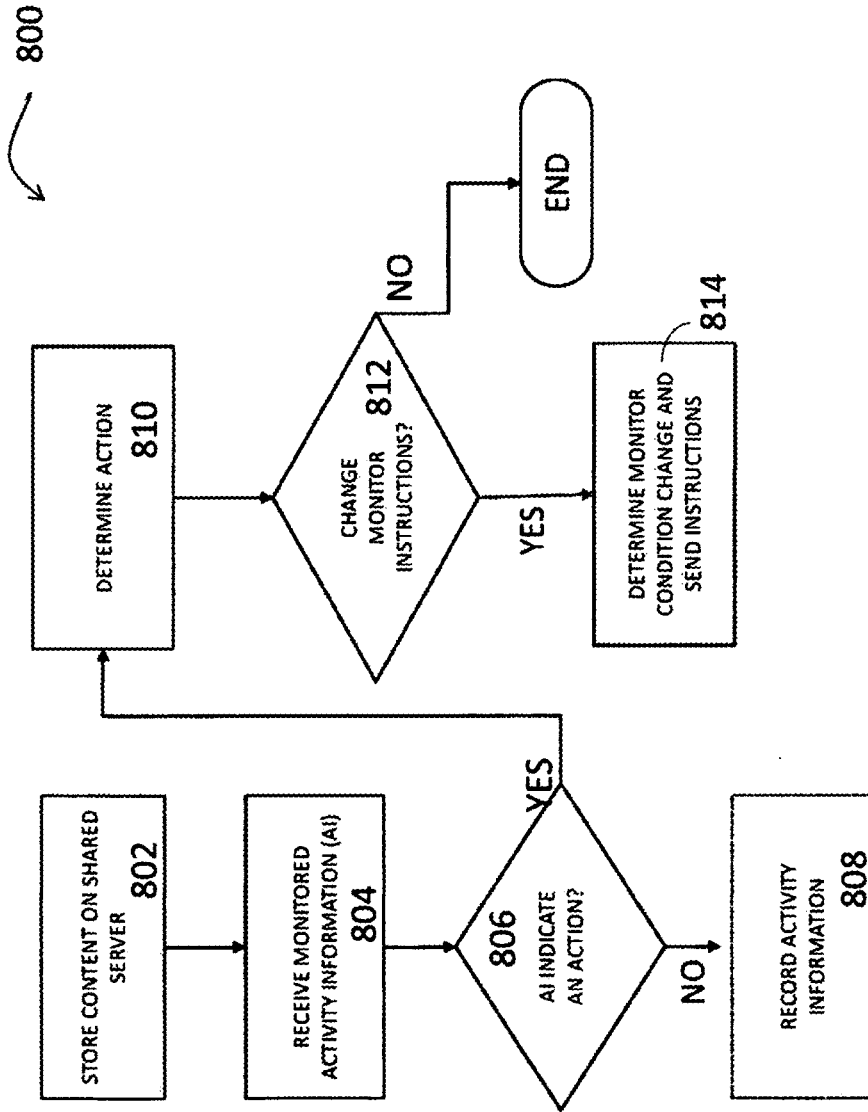 800
STORE CONTENT ON SHARED
SERVER
802
RECEIVE MONITORED
ACTIVITY INFORMATION (AI)
804
806
AI INDICATE
AN ACTION?
YES
NO
RECORD ACTIVITY
INFORMATION
808
DETERMINE ACTION
810
812
CHANGE
MONITOR
INSTRUCTIONS?
NO
YES
END
DETERMINE MONITOR
CONDITION CHANGE AND
SEND INSTRUCTIONS
814